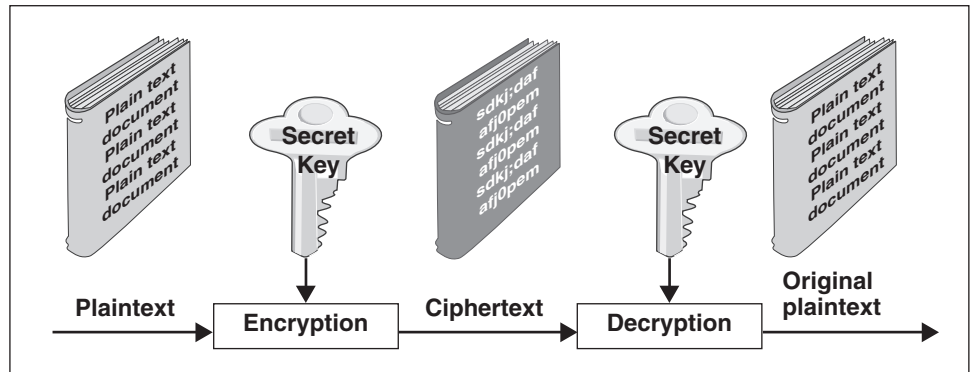 Plain text
document
Plain text
document
Plain text
document
Secret
Key
sdkj;daf
afj0pem
sdkj;daf
afj0pem
sdkj;daf
afj0pem
Secret
Key
Plain text
document
Plain text
document
Plain text
document
Plaintext
Encryption
Ciphertext
Decryption
Original
plaintext